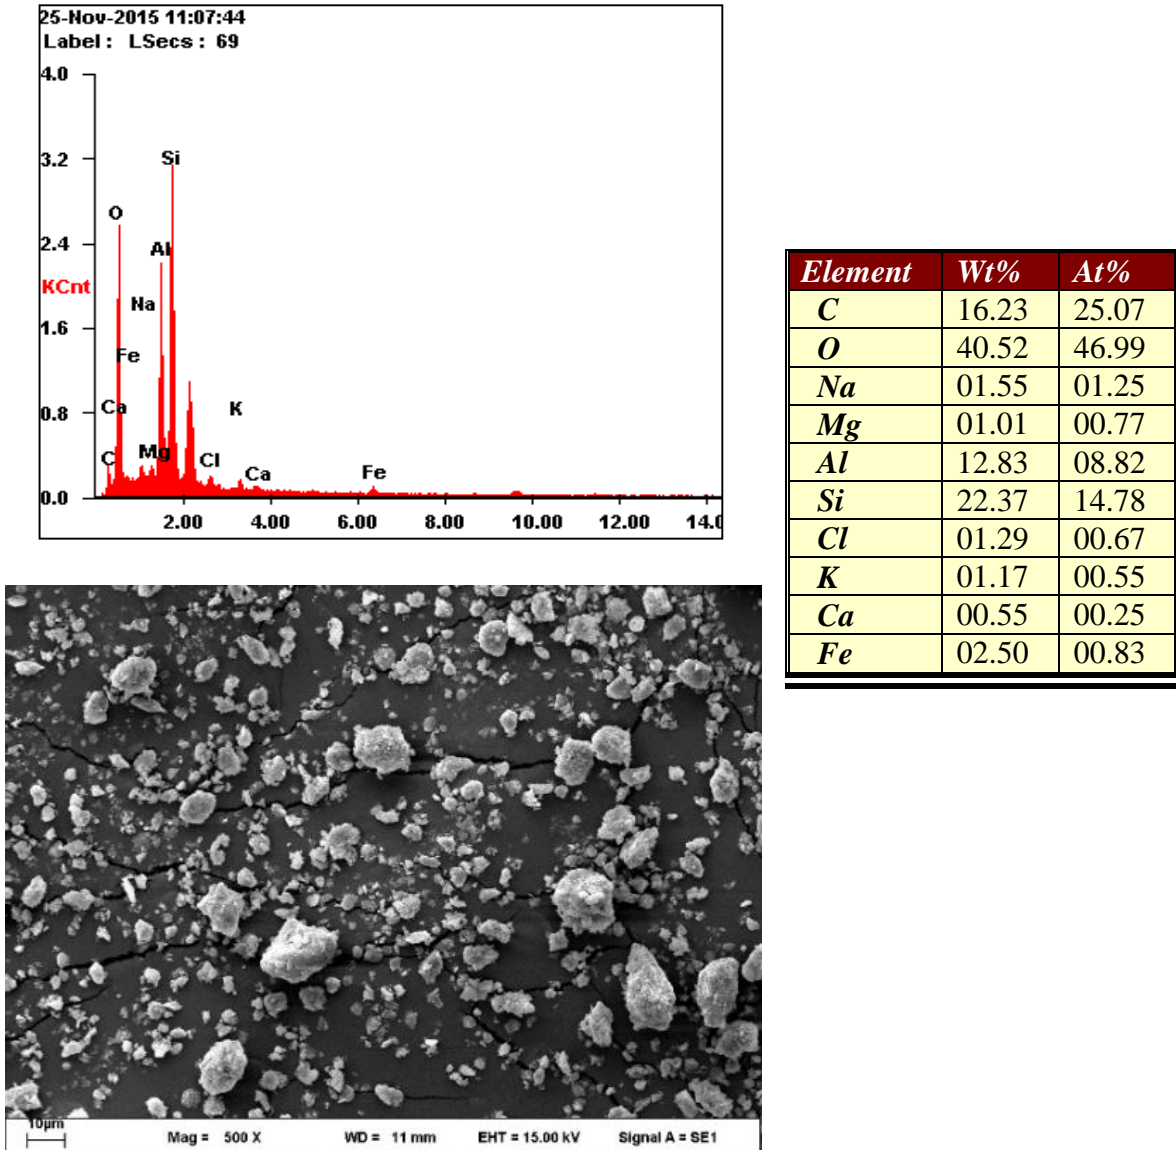 25-Nov-2015 11:07:44
Label : LSecs : 69
4.0
3.2
2.4
KCnt
1.6
0.8
0.0
Si
O
Al
Na
Fe
Ca
K
C
Mg
Cl
Ca
Fe
2.00 4.00 6.00 8.00 10.00 12.00 14.0
Element Wt% At%
C 16.23 25.07
O 40.52 46.99
Na 01.55 01.25
Mg 01.01 00.77
Al 12.83 08.82
Si 22.37 14.78
Cl 01.29 00.67
K 01.17 00.55
Ca 00.55 00.25
Fe 02.50 00.83
10µm
Mag = 500 X WD = 11 mm EHT = 15.00 kV Signal A = SE1